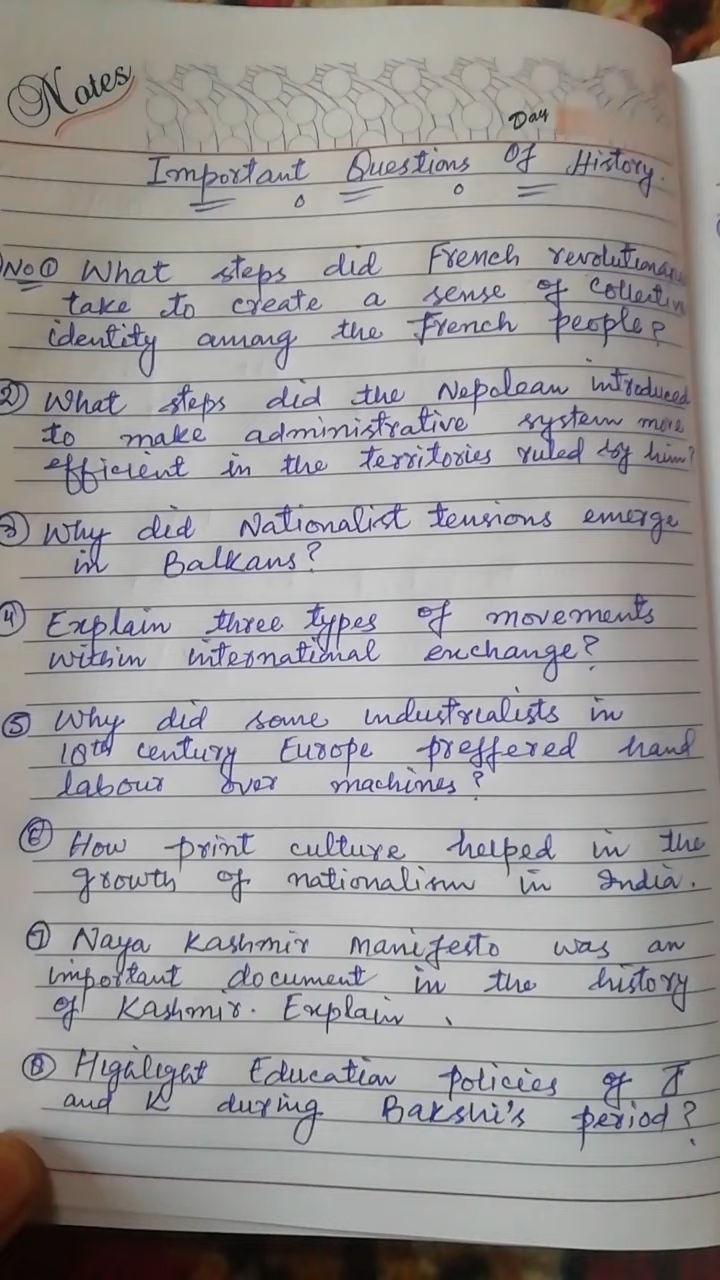 Notes
Day
Important Questions Of History.
No ① What steps did French revolutionar
take to create a sense of collectiv
identity among the french people?
② What steps did the Nepolean introduced
to make administrative system more
efficient in the territories ruled by him?
③ Why did Nationalist tensions emerge
in Balkans?
④ Explain three types of movements
within international exchange?
⑤ Why did some industrialists in
18th century Europe preffered hand
labour over machines?
⑥ How print culture helped in the
growth of nationalism in India.
⑦ Naya Kashmir manifesto was an
important document in the history
of Kashmir. Explain.
⑧ Higÿlight Education policies of J
and K during Bakshi's period?